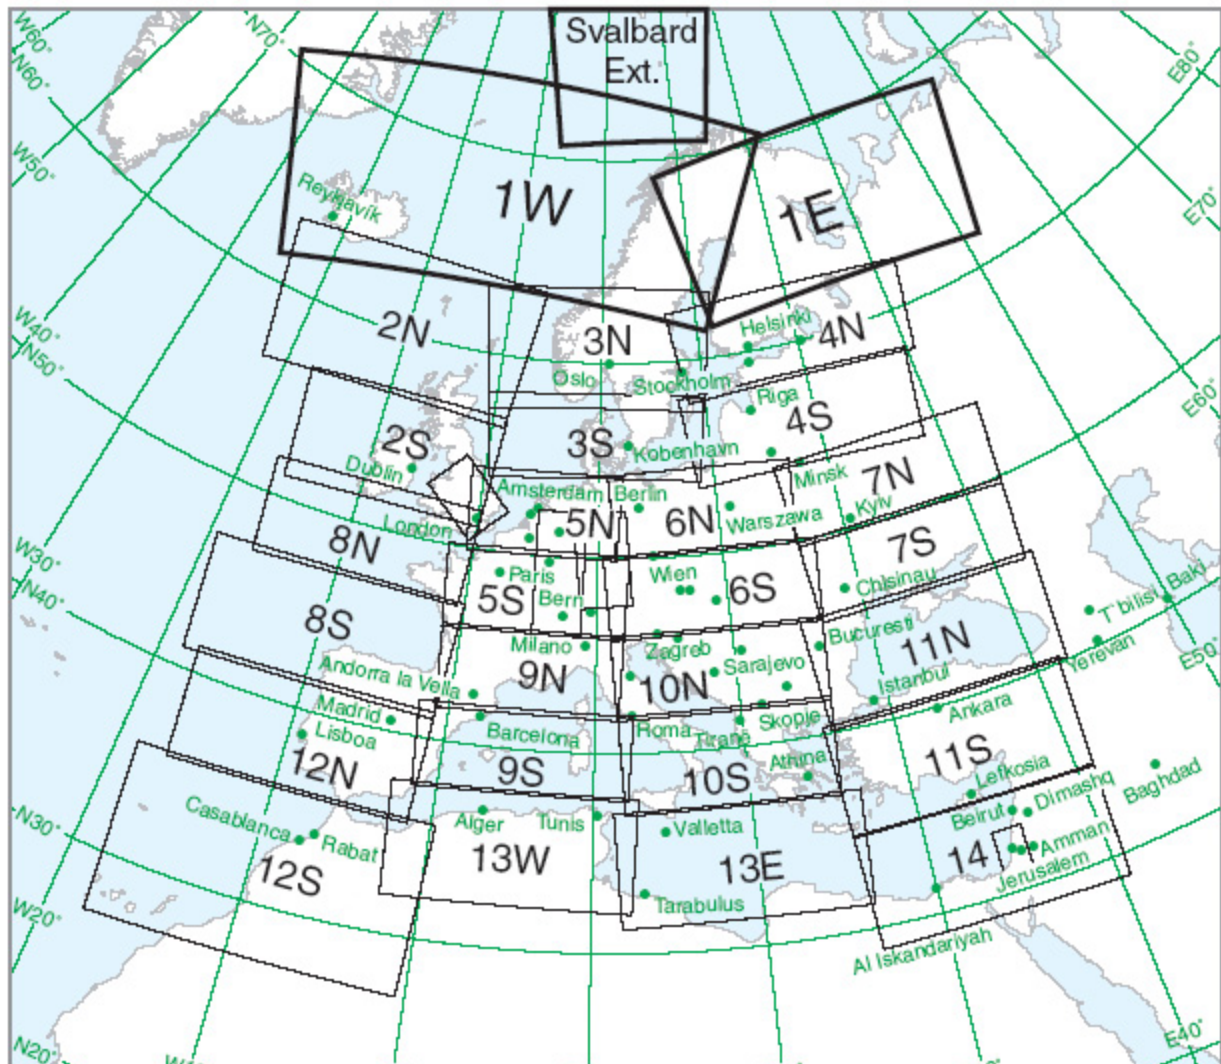 W60°
N60°
N70°
Svalbard
Ext.
E80°
W50°
Reykjavík
1W
1E
E70°
W40°
N50°
2N
3N
Helsinki
4N
Oslo
Stockholm
Riga
E60°
2S
3S
4S
Kobenhavn
Dublin
Minsk
7N
Amsterdam
Berlin
London
5N
6N
Warszawa
Kyiv
8N
7S
W30°
N40°
Paris
Wien
Chisinau
5S
Bern
6S
T'bilisi
Baki
8S
Milano
Zagreb
Bucuresti
11N
Yerevan
E50°
Andorra la Vella
9N
10N
Sarajevo
Istanbul
Madrid
Lisboa
Barcelona
Roma
Tirane
Skopje
Ankara
12N
9S
10S
Athina
11S
Lefkosia
Baghdad
N30°
Casablanca
Rabat
Alger
Tunis
Valletta
Beirut
Dimashq
12S
13W
13E
14
Amman
Jerusalem
W20°
Tarabulus
Al Iskandariyah
N20°
E40°